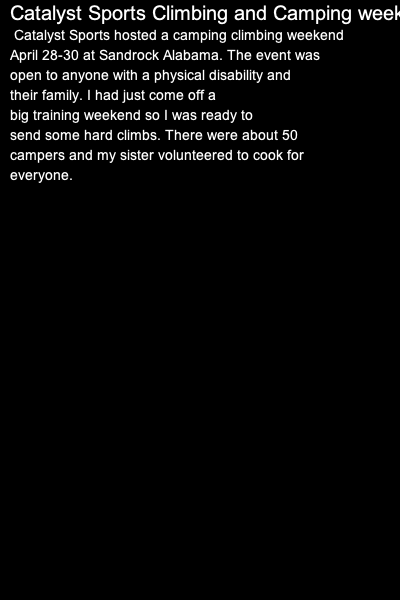 Catalyst Sports Climbing and Camping week
Catalyst Sports hosted a camping climbing weekend
April 28-30 at Sandrock Alabama. The event was
open to anyone with a physical disability and
their family. I had just come off a
big training weekend so I was ready to
send some hard climbs. There were about 50
campers and my sister volunteered to cook for
everyone.